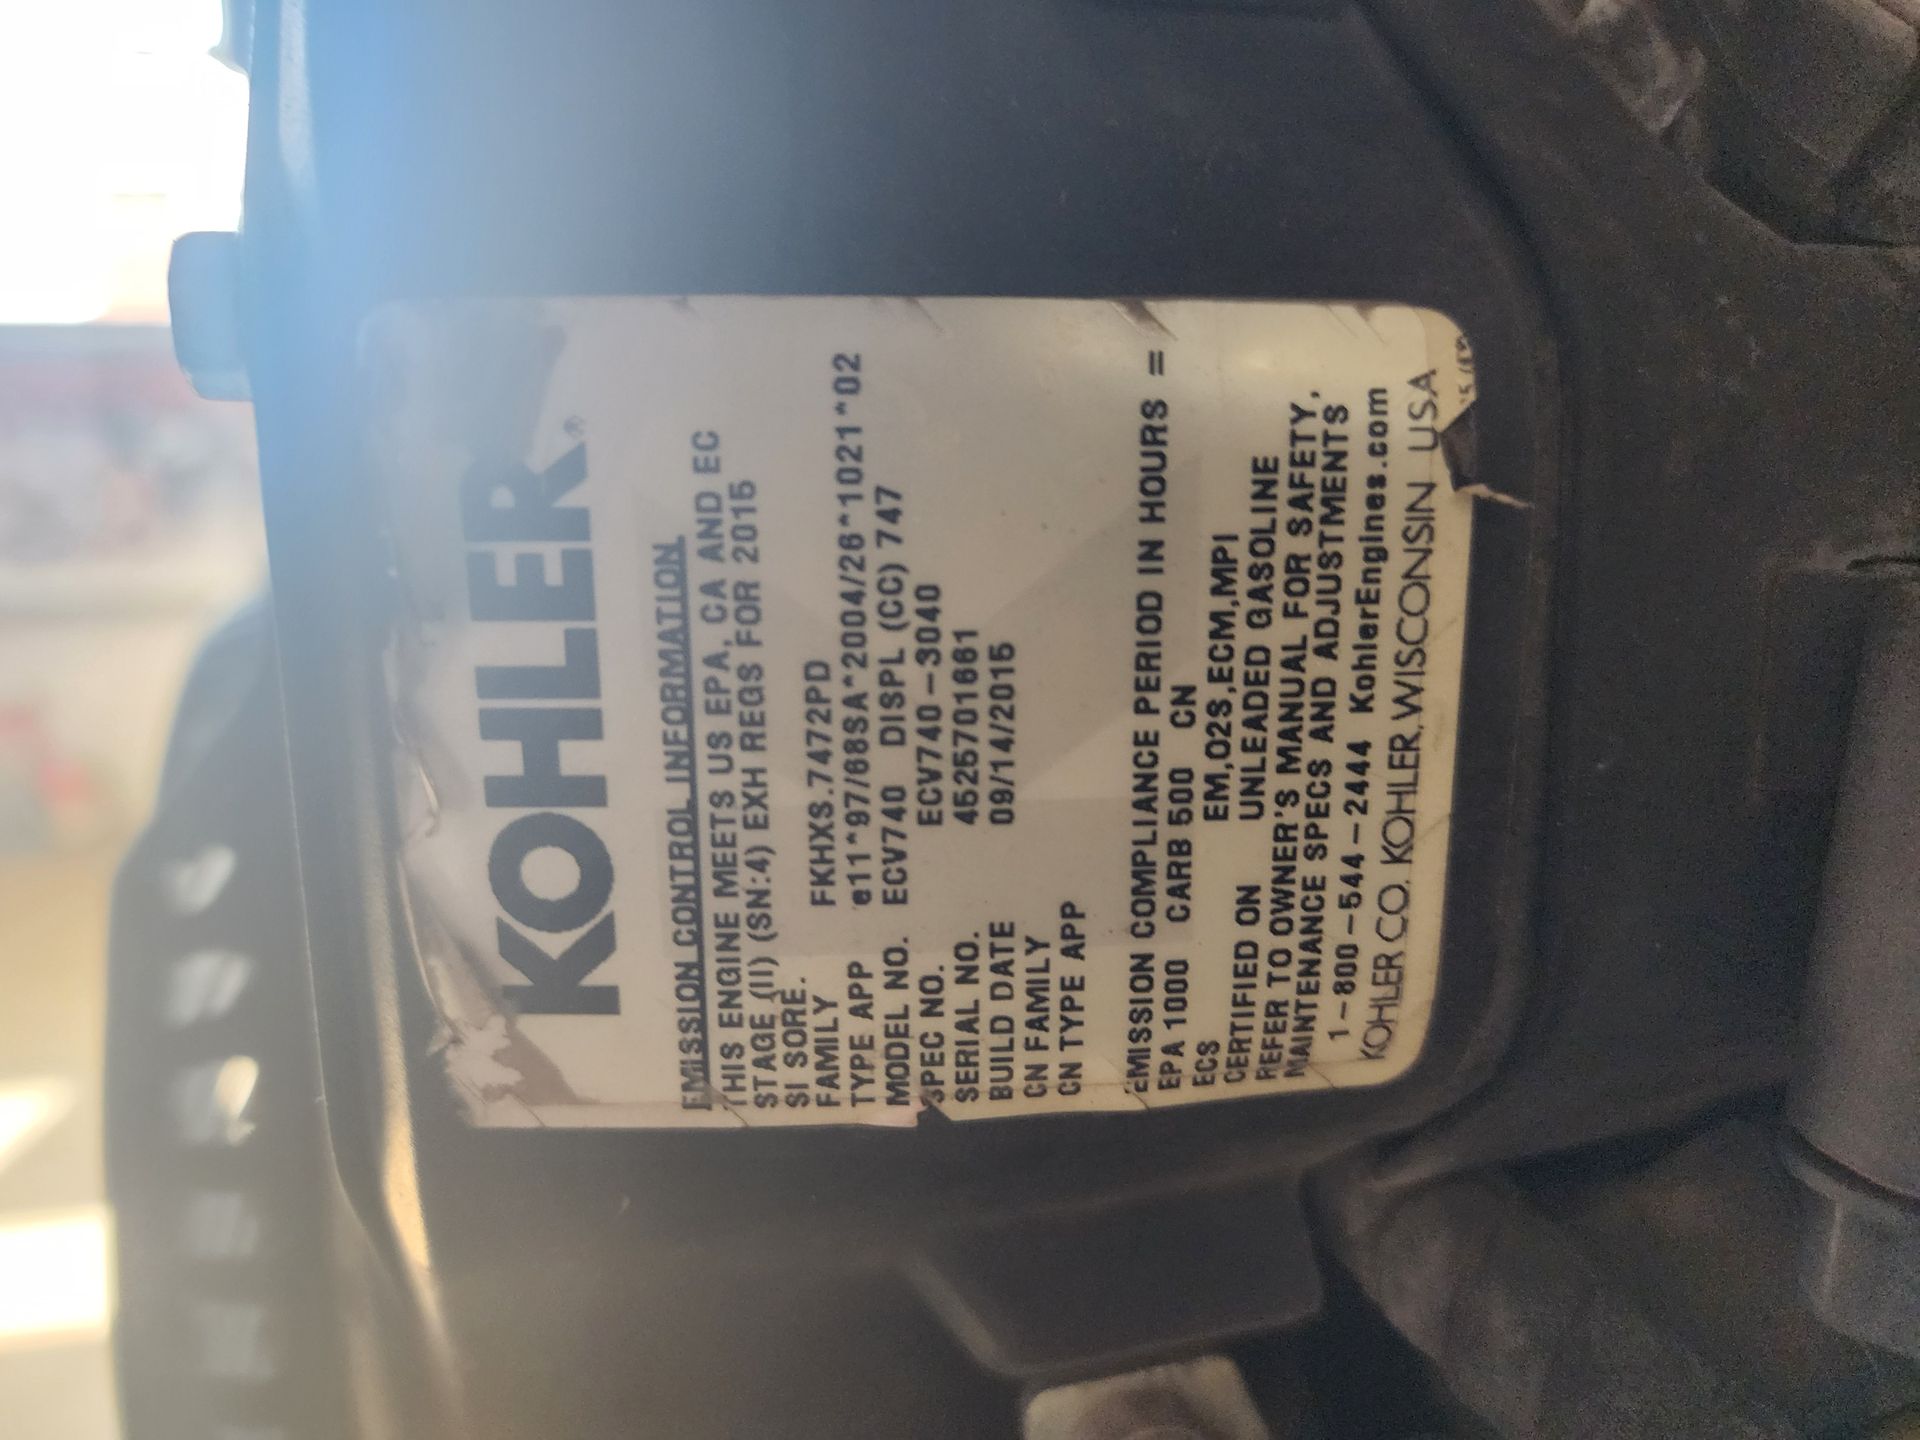 KOHLER®
EMISSION CONTROL INFORMATION
THIS ENGINE MEETS US EPA, CA AND EC
STAGE (II) (SN:4) EXH REGS FOR 2015
SI SORE.
FAMILY FKHXS.7472PD
TYPE APP e11*97/68SA*2004/26*1021*02
MODEL NO. ECV740 DISPL (CC) 747
SPEC NO. ECV740-3040
SERIAL NO. 4525701661
BUILD DATE 09/14/2015
CN FAMILY
CN TYPE APP
EMISSION COMPLIANCE PERIOD IN HOURS =
EPA 1000 CARB 500 CN
ECS EM,O2S,ECM,MPI
CERTIFIED ON UNLEADED GASOLINE
REFER TO OWNER'S MANUAL FOR SAFETY,
MAINTENANCE SPECS AND ADJUSTMENTS
1-800-544-2444 KohlerEngines.com
KOHLER CO. KOHLER, WISCONSIN USA